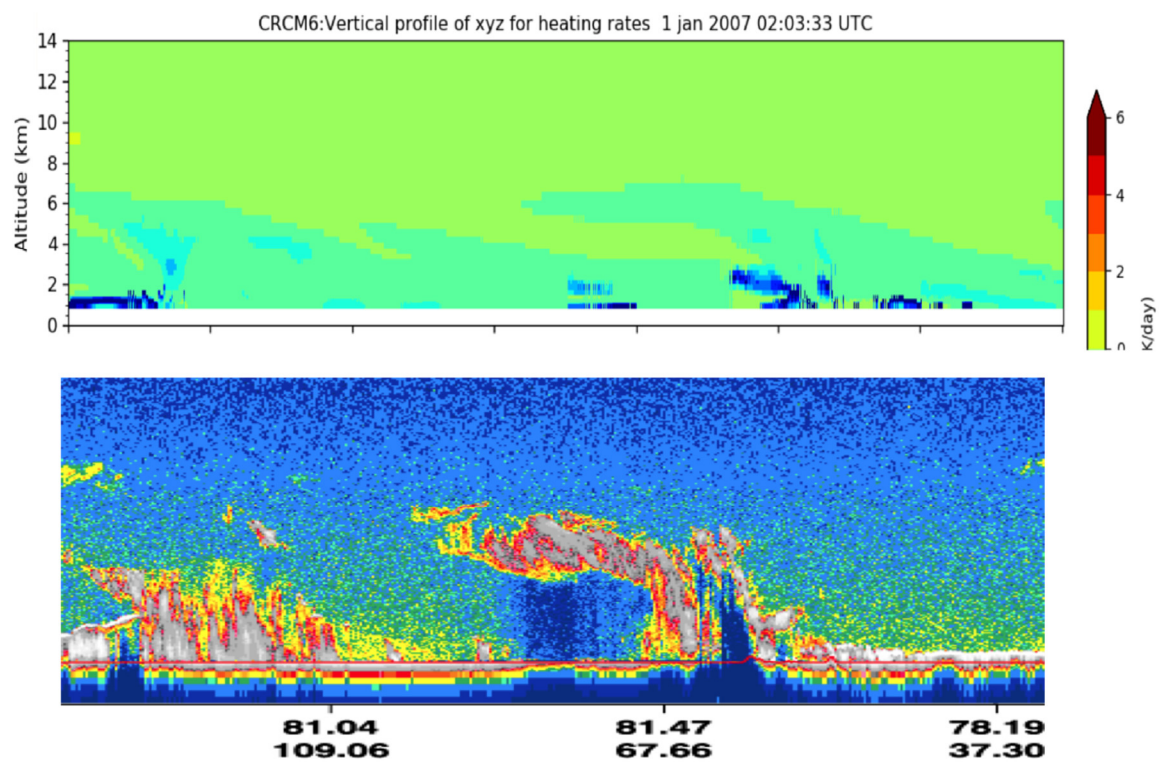 CRCM6:Vertical profile of xyz for heating rates 1 jan 2007 02:03:33 UTC
14
12
10
8
6
4
2
0
Altitude (km)
6
4
2
0
K/day)
81.04 81.47 78.19
109.06 67.66 37.30